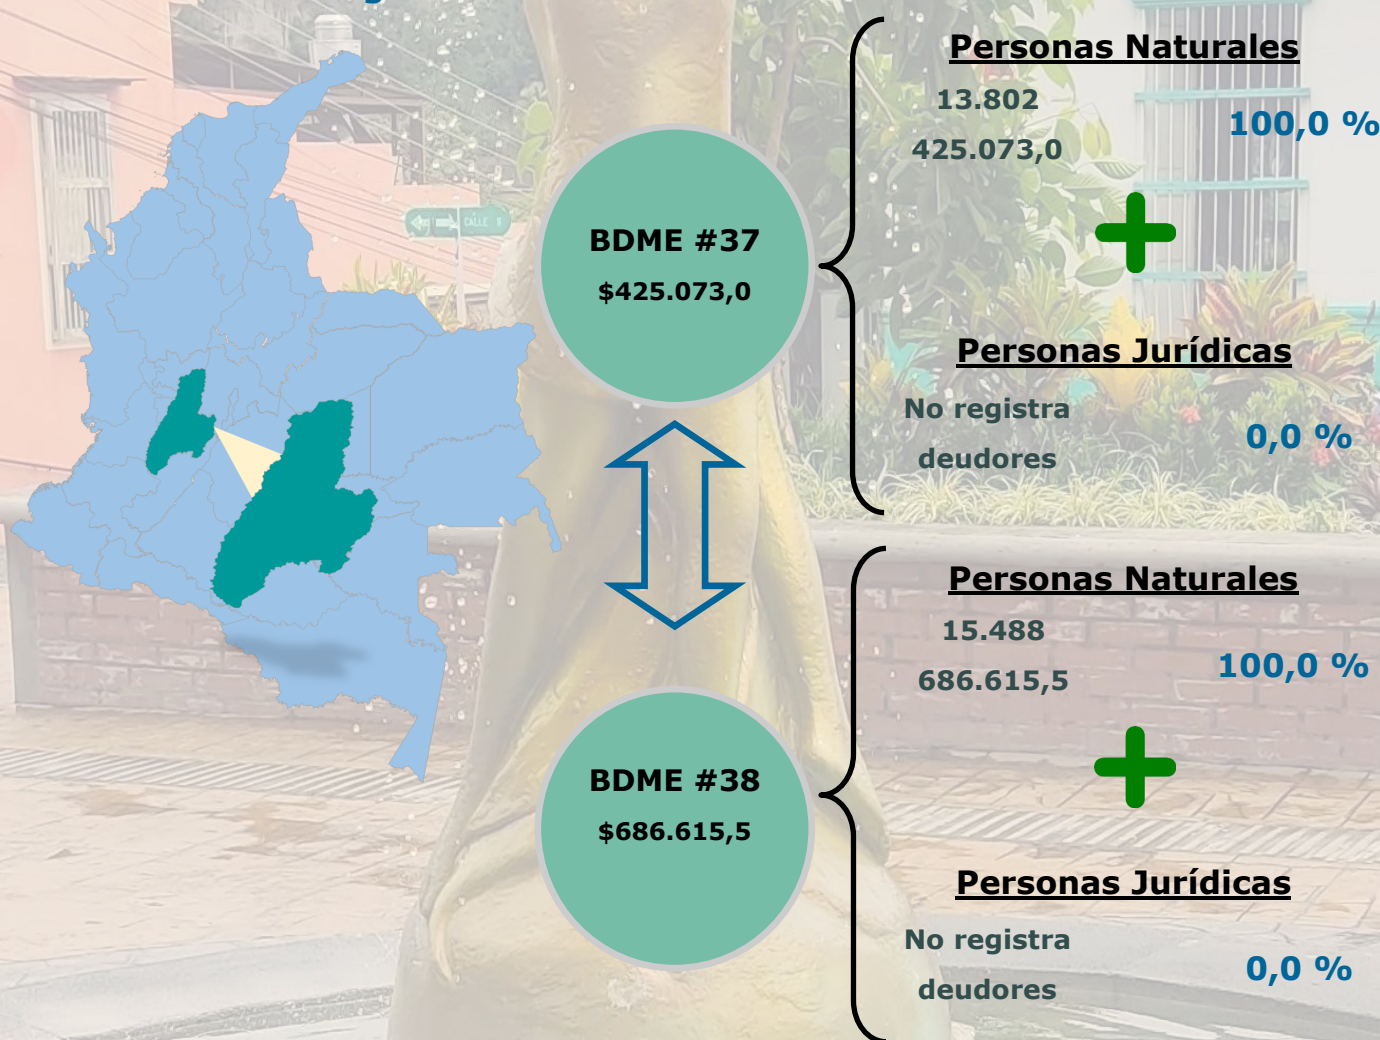 Personas Naturales
13.802
100,0 %
425.073,0
CALLE
BDME #37
$425.073,0
Personas Jurídicas
No registra
deudores
0,0 %
Personas Naturales
15.488
100,0 %
686.615,5
BDME #38
$686.615,5
Personas Jurídicas
No registra
deudores
0,0 %